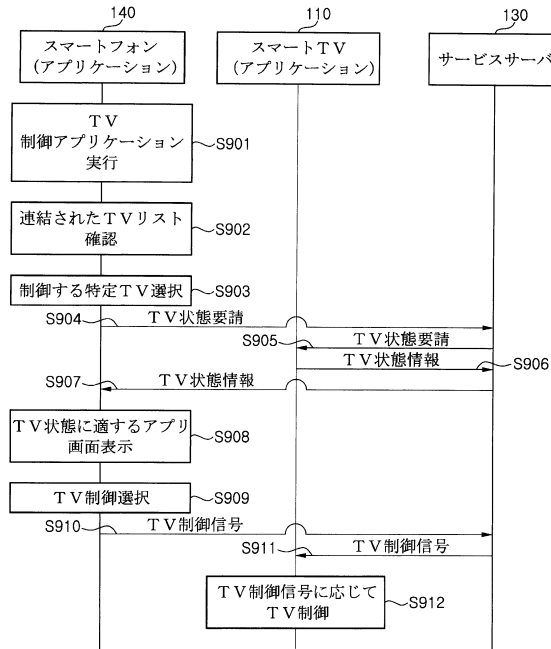 140
110
130
スマートフォン
(アプリケーション)
スマートTV
(アプリケーション)
サービスサーバ
TV
制御アプリケーション
実行
S901
連結されたTVリスト
確認
S902
制御する特定TV選択
S903
S904
TV状態要請
S905
TV状態要請
TV状態情報
S906
S907
TV状態情報
TV状態に適するアプリ
画面表示
S908
TV制御選択
S909
S910
TV制御信号
S911
TV制御信号
TV制御信号に応じて
TV制御
S912